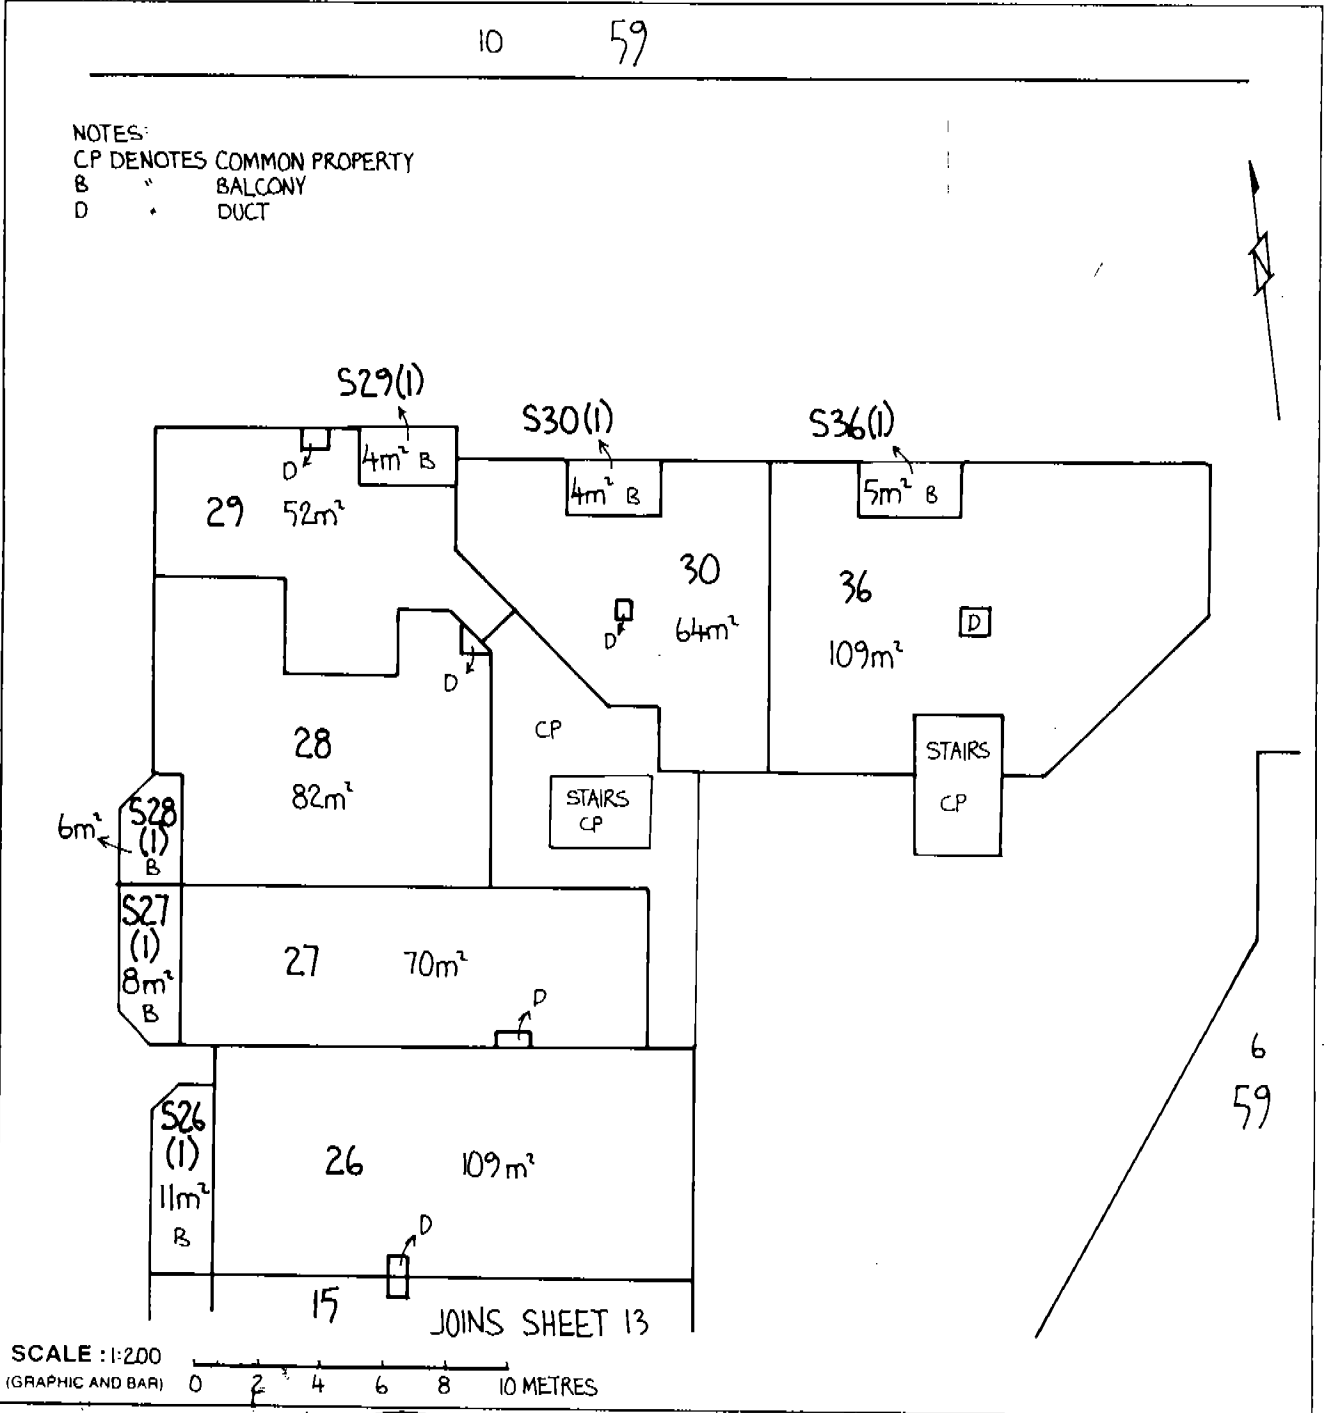 10 59
NOTES:
CP DENOTES COMMON PROPERTY
B " BALCONY
D " DUCT
N
S29(1)
S30(1)
S36(1)
D
4m² B
4m² B
5m² B
29 52m²
30
36
D
D
64m²
109m²
D
28
CP
STAIRS
CP
82m²
STAIRS
CP
6m²
S28
(1)
B
S27
(1)
8m²
B
27 70m²
D
6
59
S26
(1)
11m²
B
26 109m²
D
15
JOINS SHEET 13
SCALE : 1:200
(GRAPHIC AND BAR)
0 2 4 6 8 10 METRES